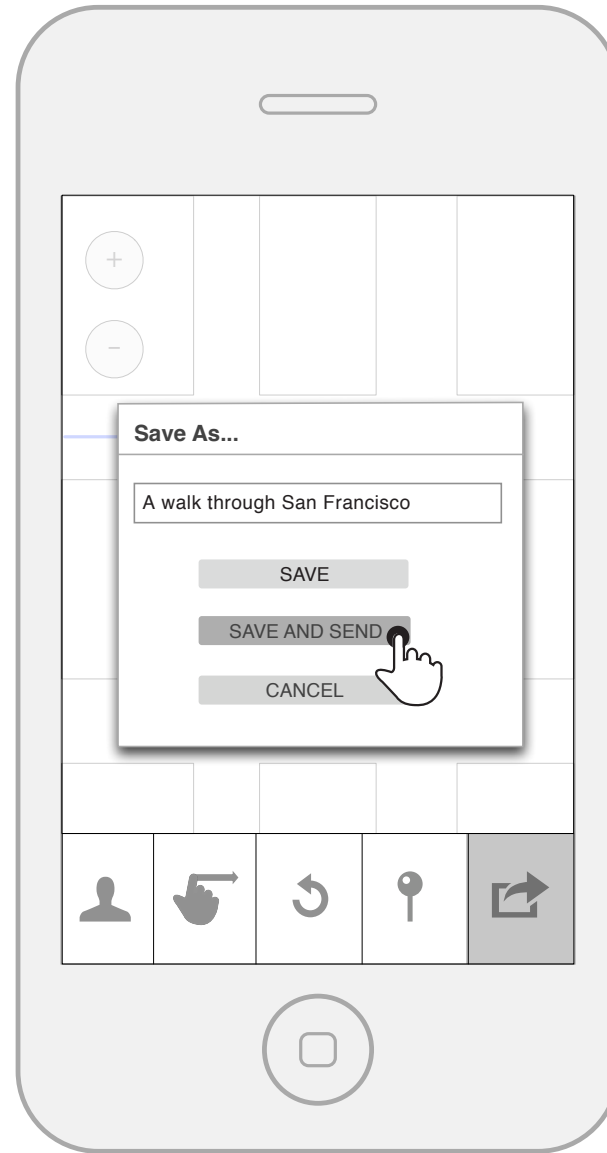 +
−
Save As...
A walk through San Francisco
SAVE
SAVE AND SEND
CANCEL